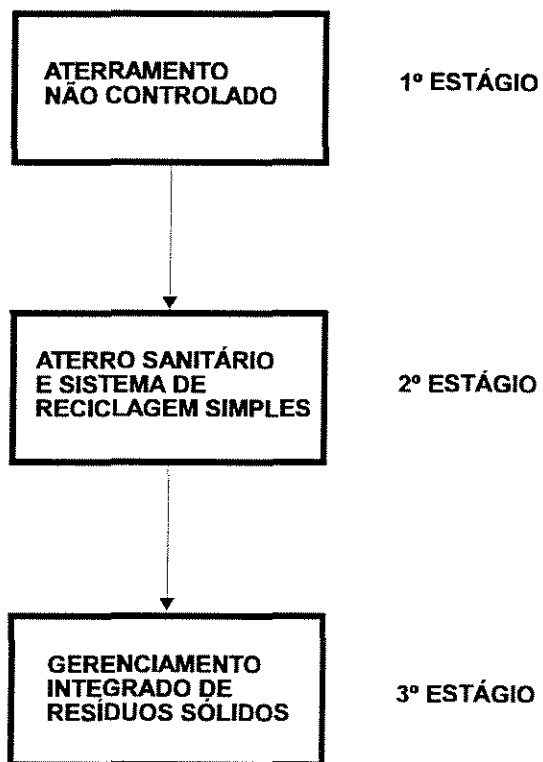 ATERRAMENTO
NÃO CONTROLADO
1º ESTÁGIO
ATERRO SANITÁRIO
E SISTEMA DE
RECICLAGEM SIMPLES
2º ESTÁGIO
GERENCIAMENTO
INTEGRADO DE
RESÍDUOS SÓLIDOS
3º ESTÁGIO